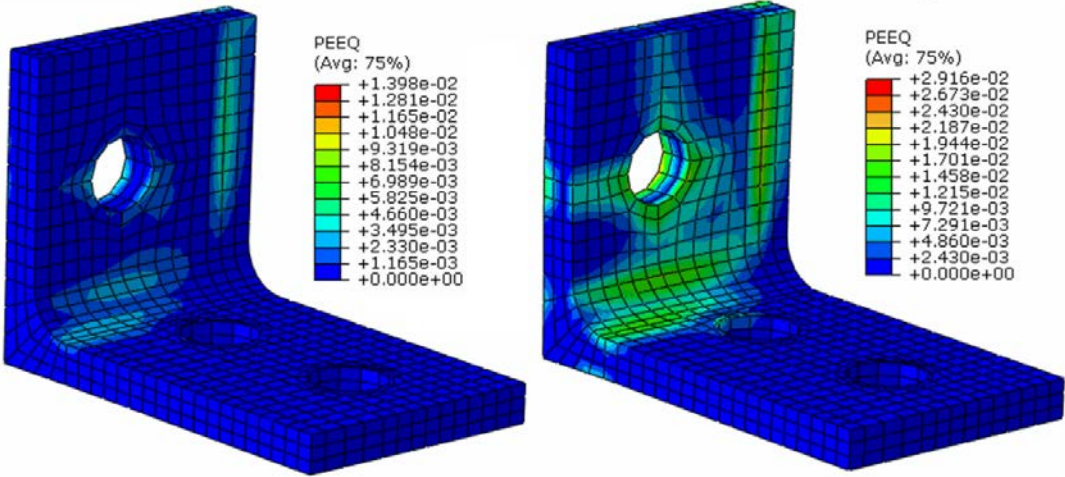 PEEQ
(Avg: 75%)
+1.398e-02
+1.281e-02
+1.165e-02
+1.048e-02
+9.319e-03
+8.154e-03
+6.989e-03
+5.825e-03
+4.660e-03
+3.495e-03
+2.330e-03
+1.165e-03
+0.000e+00
PEEQ
(Avg: 75%)
+2.916e-02
+2.673e-02
+2.430e-02
+2.187e-02
+1.944e-02
+1.701e-02
+1.458e-02
+1.215e-02
+9.721e-03
+7.291e-03
+4.860e-03
+2.430e-03
+0.000e+00